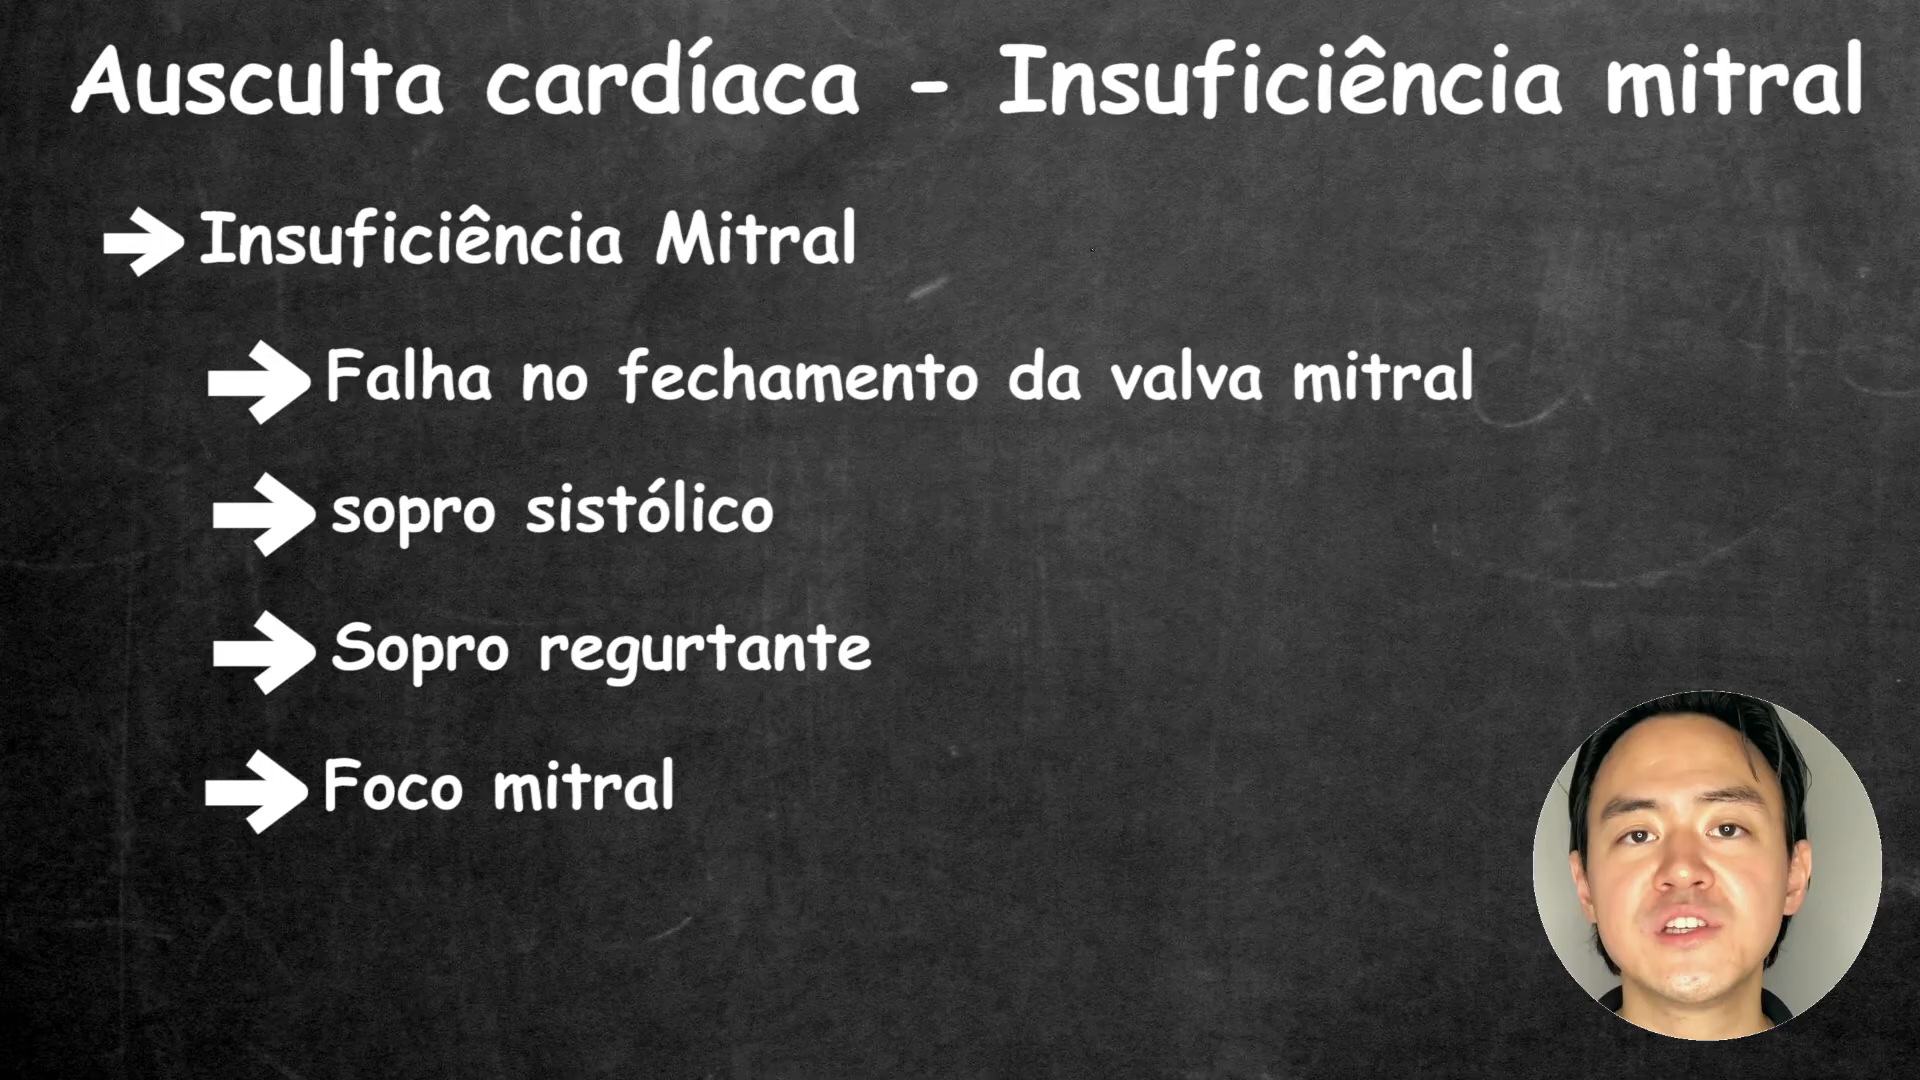 Ausculta cardíaca - Insuficiência mitral
Insuficiência Mitral
Falha no fechamento da valva mitral
sopro sistólico
Sopro regurtante
Foco mitral